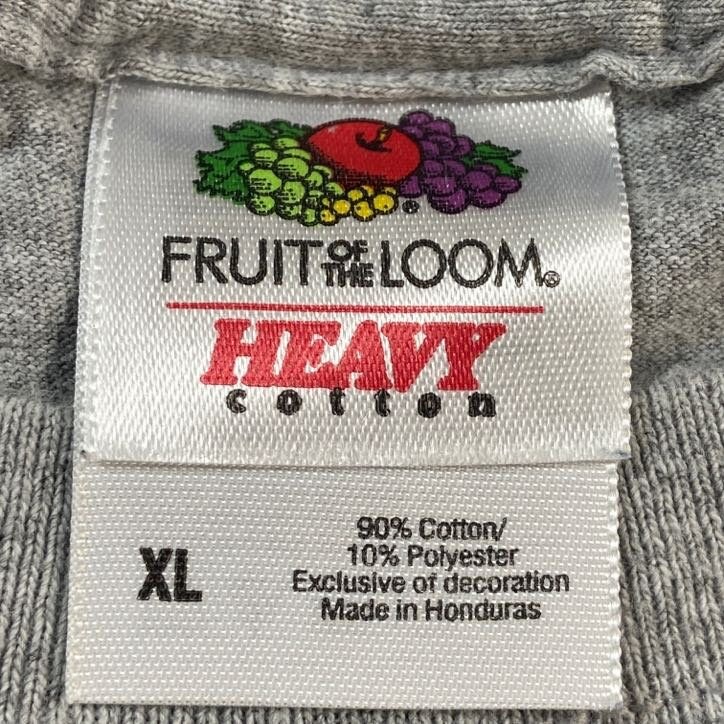 FRUIT OF THE LOOM®
HEAVY
cotton
XL
90% Cotton/
10% Polyester
Exclusive of decoration
Made in Honduras